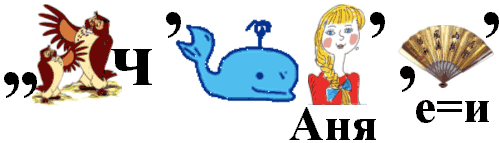 ,, ч , Аня , , е=и ,